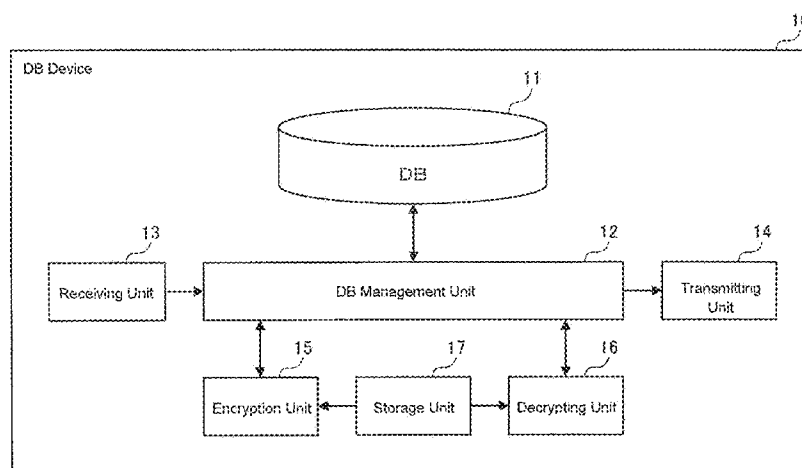 10
DB Device
11
DB
13
12
14
Receiving Unit
DB Management Unit
Transmitting
Unit
15
17
16
Encryption Unit
Storage Unit
Decrypting Unit